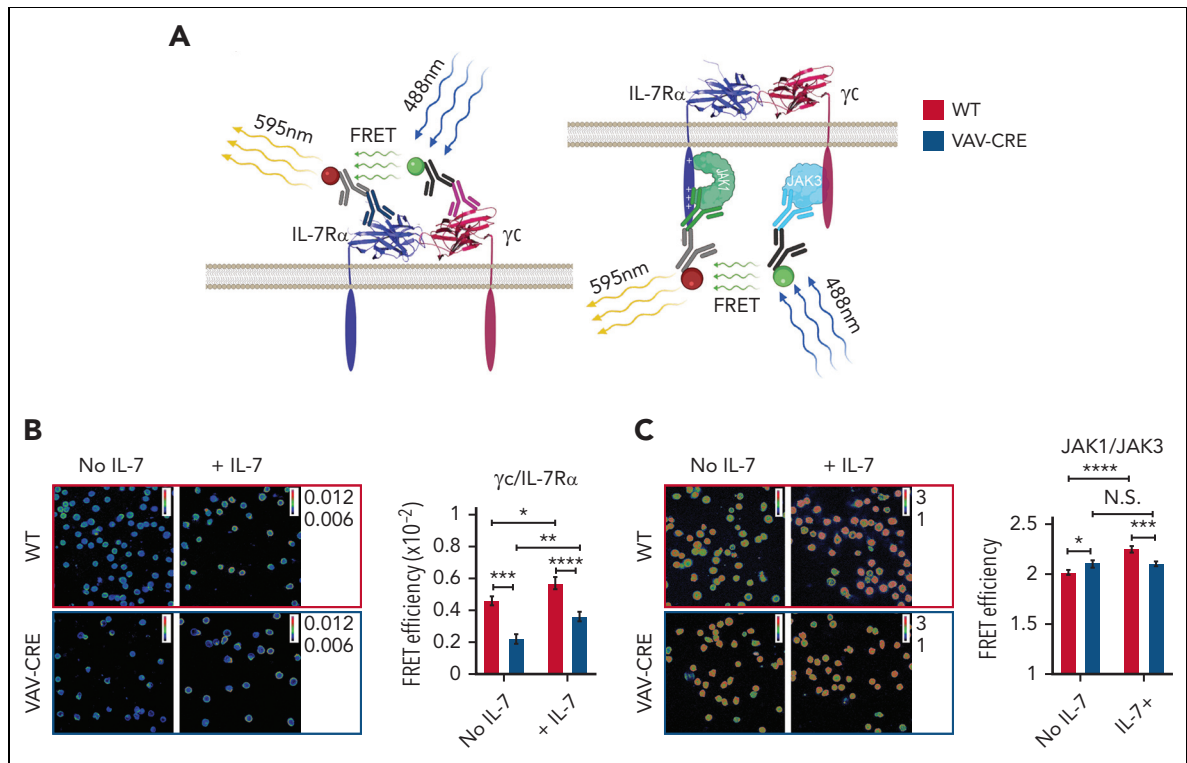 A
595nm
FRET
488nm
IL-7Rα
γc
IL-7Rα
γc
JAK1
JAK3
+
+
+ +
595nm
FRET
488nm
WT
VAV-CRE
B
No IL-7
+ IL-7
WT
0.012
0.006
VAV-CRE
0.012
0.006
γc/IL-7Rα
FRET efficiency (x10⁻²)
1
0.8
0.6
0.4
0.2
0
*
**
***
****
No IL-7
+ IL-7
C
No IL-7
+ IL-7
WT
3
1
VAV-CRE
3
1
JAK1/JAK3
FRET efficiency
2.5
2
1.5
1
****
N.S.
*
***
No IL-7
IL-7+